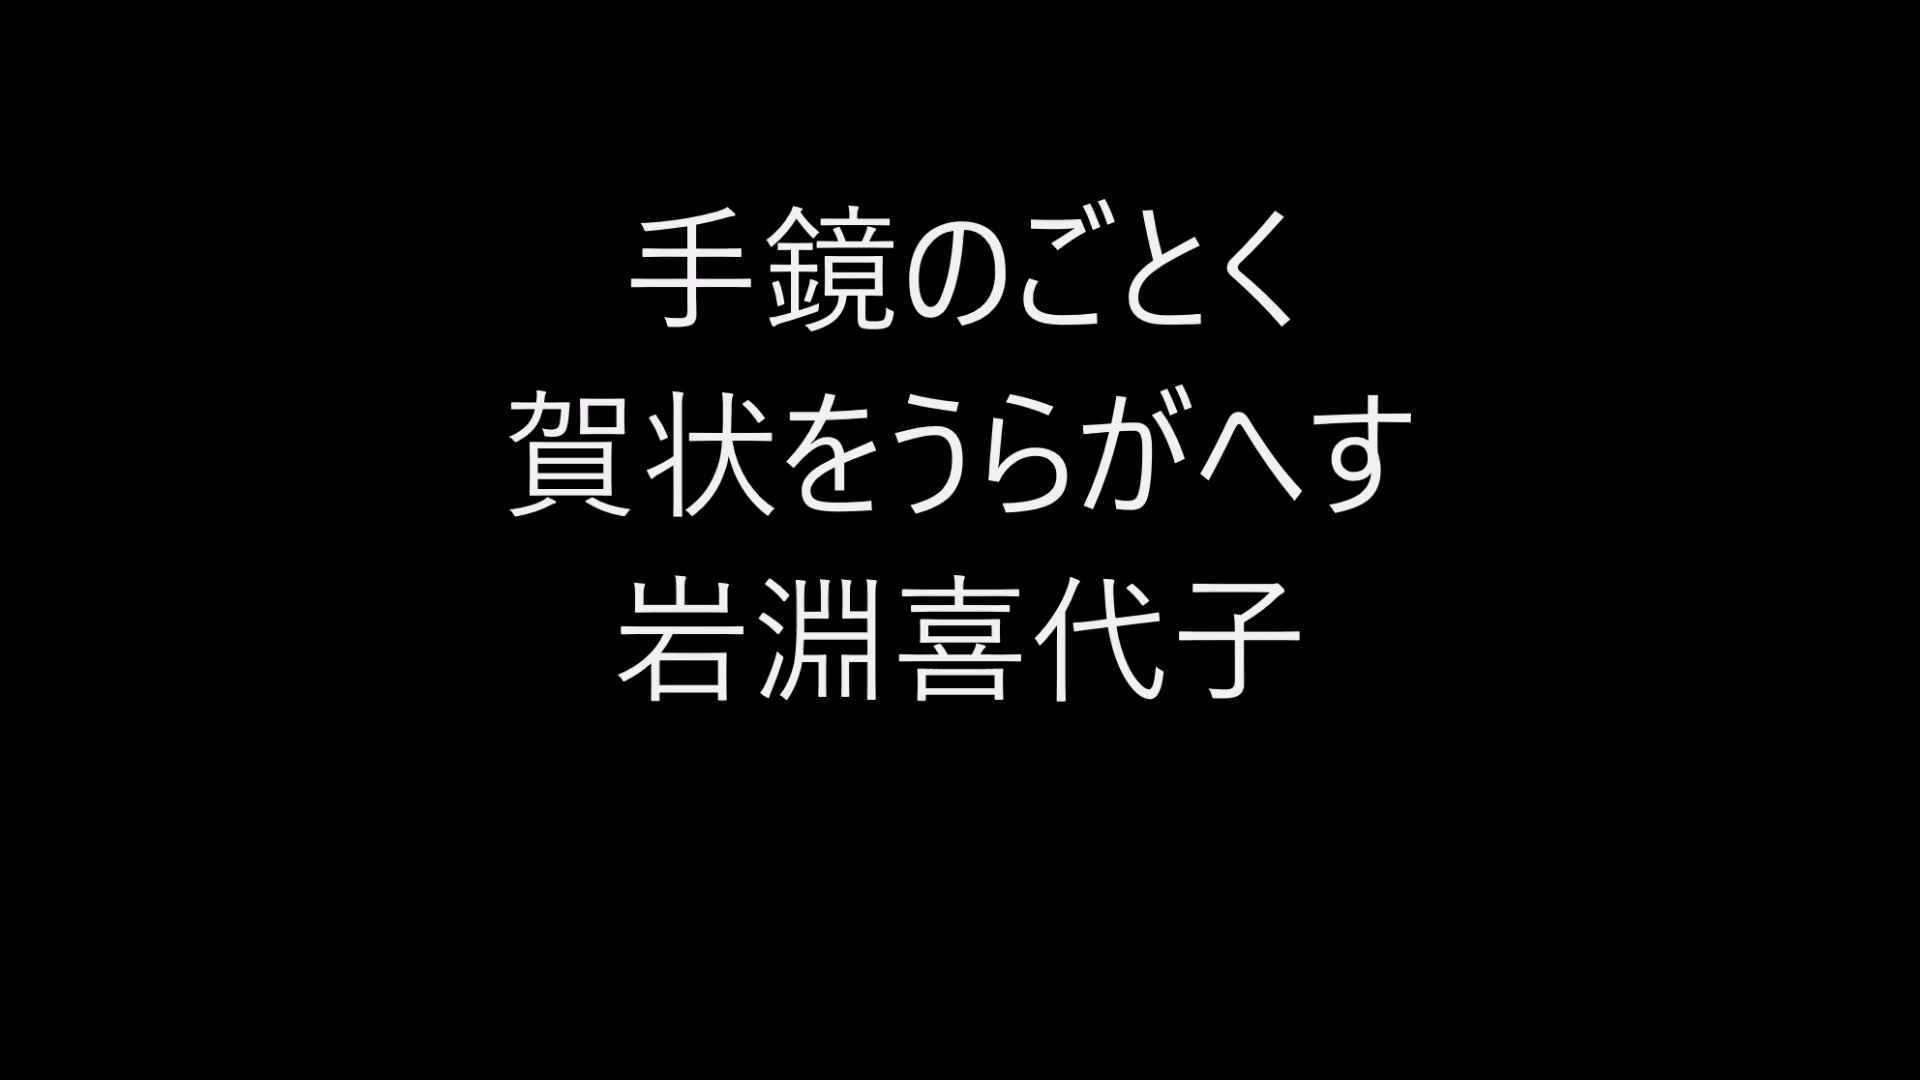 手鏡のごとく
賀状をうらがへす
岩淵喜代子